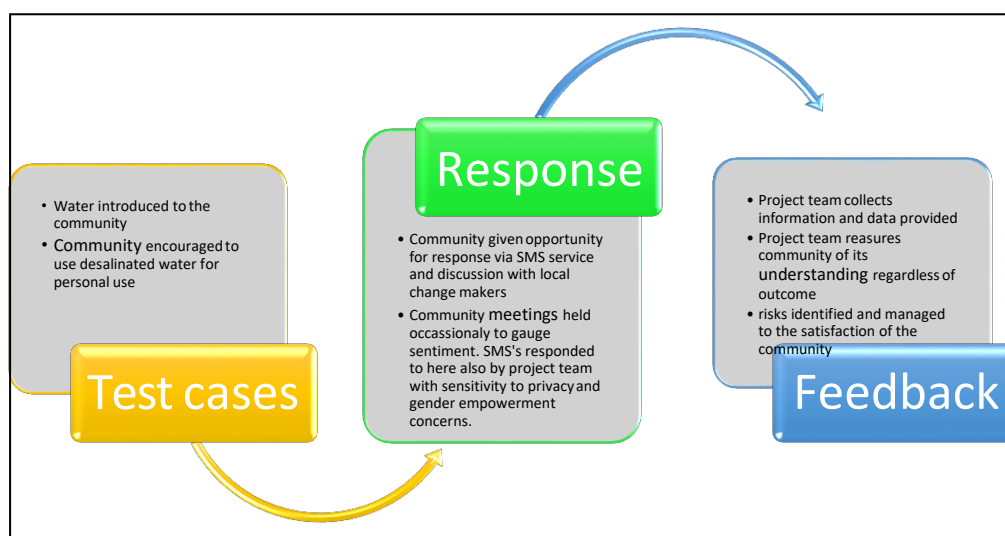 • Water introduced to the
community
• Community encouraged to
use desalinated water for
personal use
Test cases
Response
• Community given opportunity
for response via SMS service
and discussion with local
change makers
• Community meetings held
occassionaly to gauge
sentiment. SMS's responded
to here also by project team
with sensitivity to privacy and
gender empowerment
concerns.
• Project team collects
information and data provided
• Project team reasures
community of its
understanding regardless of
outcome
• risks identified and managed
to the satisfaction of the
community
Feedback